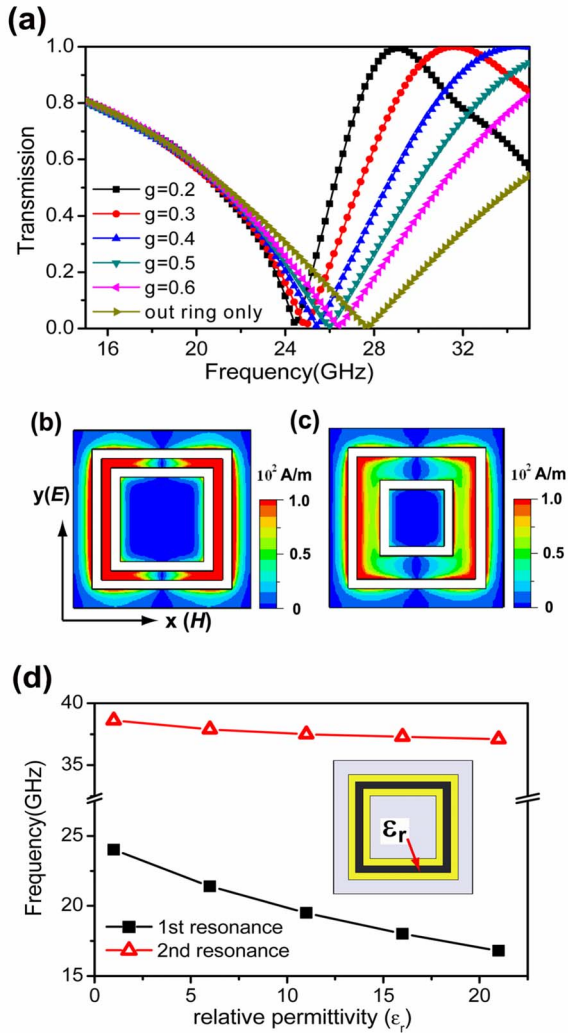 (a)
1.0
0.8
0.6
0.4
0.2
0.0
Transmission
g=0.2
g=0.3
g=0.4
g=0.5
g=0.6
out ring only
16 20 24 28 32
Frequency(GHz)
(b)
y(E)
x (H)
10² A/m
1.0
0.5
0
(c)
10² A/m
1.0
0.5
0
(d)
40
35
25
20
15
Frequency(GHz)
εr
1st resonance
2nd resonance
0 5 10 15 20
relative permittivity (εr)